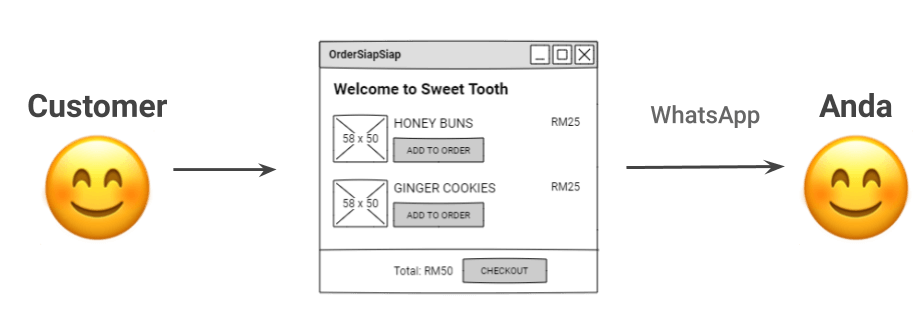 Customer
OrderSiapSiap
Welcome to Sweet Tooth
58 x 50
HONEY BUNS
RM25
ADD TO ORDER
58 x 50
GINGER COOKIES
RM25
ADD TO ORDER
Total: RM50
CHECKOUT
WhatsApp
Anda